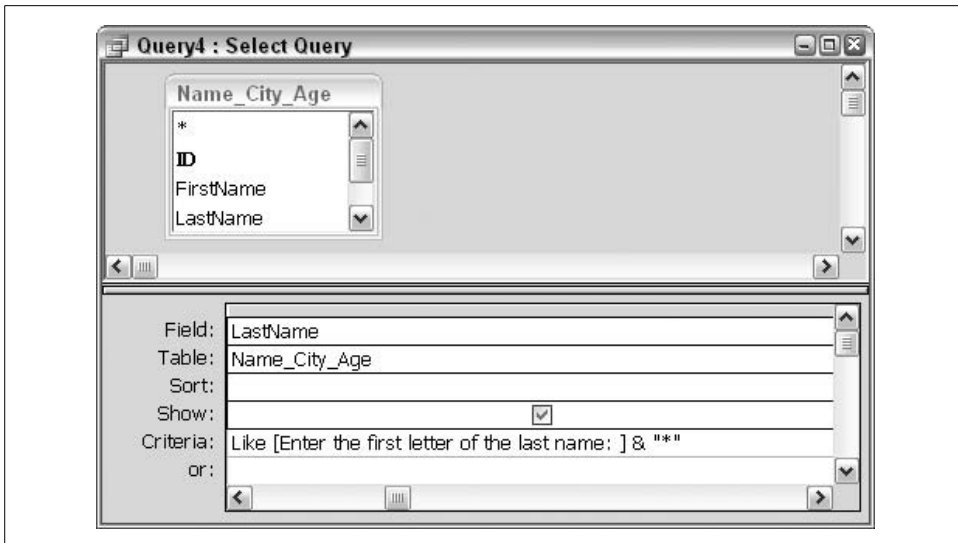 Query4 : Select Query
Name_City_Age
*
ID
FirstName
LastName
Field: LastName
Table: Name_City_Age
Sort:
Show:
Criteria: Like [Enter the first letter of the last name: ] & "*"
or: